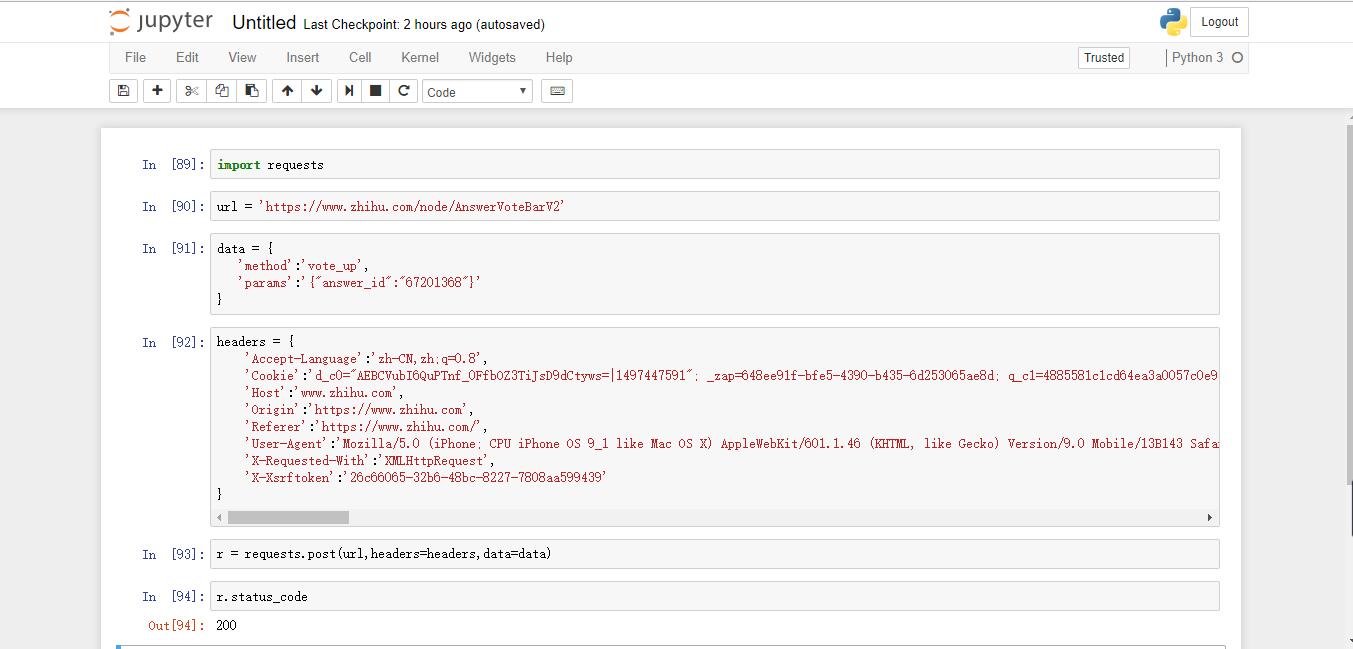 jupyter Untitled Last Checkpoint: 2 hours ago (autosaved) Logout
File Edit View Insert Cell Kernel Widgets Help Trusted Python 3
Code
In [89]: import requests
In [90]: url = 'https://www.zhihu.com/node/AnswerVoteBarV2'
In [91]: data = {
'method':'vote_up',
'params':'{"answer_id":"67201368"}'
}
In [92]: headers = {
'Accept-Language':'zh-CN,zh;q=0.8',
'Cookie':'d_c0="AEBCVubI6QuPTnf_OFfbOZ3TiJsD9dCtyws=|1497447591"; _zap=648ee91f-bfe5-4390-b435-6d253065ae8d; q_c1=4885581c1cd64ea3a0057c0e9
'Host':'www.zhihu.com',
'Origin':'https://www.zhihu.com',
'Referer':'https://www.zhihu.com/',
'User-Agent':'Mozilla/5.0 (iPhone; CPU iPhone OS 9_1 like Mac OS X) AppleWebKit/601.1.46 (KHTML, like Gecko) Version/9.0 Mobile/13B143 Safa
'X-Requested-With':'XMLHttpRequest',
'X-Xsrftoken':'26c66065-32b6-48bc-8227-7808aa599439'
}
In [93]: r = requests.post(url,headers=headers,data=data)
In [94]: r.status_code
Out[94]: 200